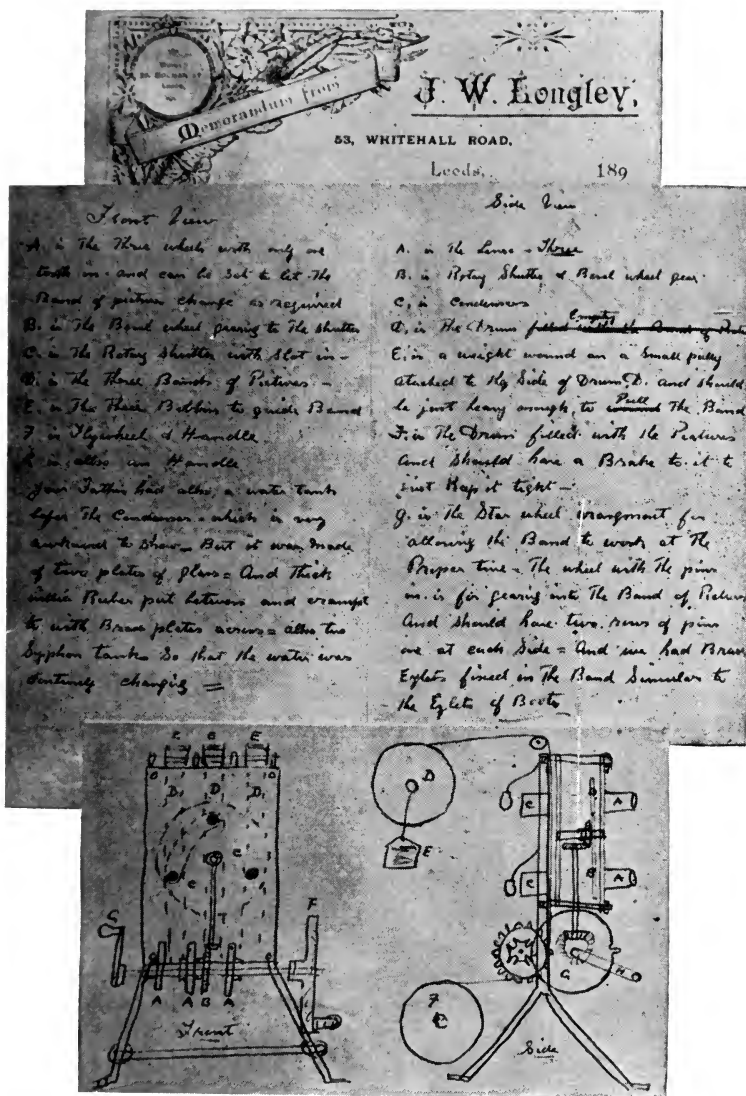 Memorandum from
J. W. Longley,
53, WHITEHALL ROAD,
Leeds, 189
Front View
A. is The Three wheels with only one
tooth in. and can be set to let The
Band of pictures change as required
B. is The Bevel wheel gearing to The shutter
C. is The Rotary Shutter with Slot in -
D. is the Three Bands of Pictures -
E. is The Three Bobbins to guide Band
F is Flywheel & Handle
is also an Handle
your Father had also, a water tank
The Condenser - which is very
awkward to show - But it was made
of two plates of glass = And Thick
Rubber put between and crampt
to with Brass plates across = also two
Syphon tanks So that the water was
changing =
Side View
A. is The Lense - Three
B. is Rotary Shutter & Bevel wheel gear.
C, is Condensers
D, is The Drum Empty
E, is a weight wound on a Small pully
attached to the Side of Drum, D. and should
be just heavy enough to Pull The Band
F. is The Drum filled with the Pictures
And should have a Brake to it to
just Keep it tight -
G. is the Star wheel arrangment for
allowing the Band to work at The
Proper time = The wheel with The pins
in. is for gearing into The Band of Pictures
And should have two rows of pins
one at each Side = And we had Brass
Eylets fixed in The Band Simular to
the Eylets of Boots
E E
D D D
C
C
G F
A A B A
Front
D
E
C A
B
B
C A
G H
F
Side